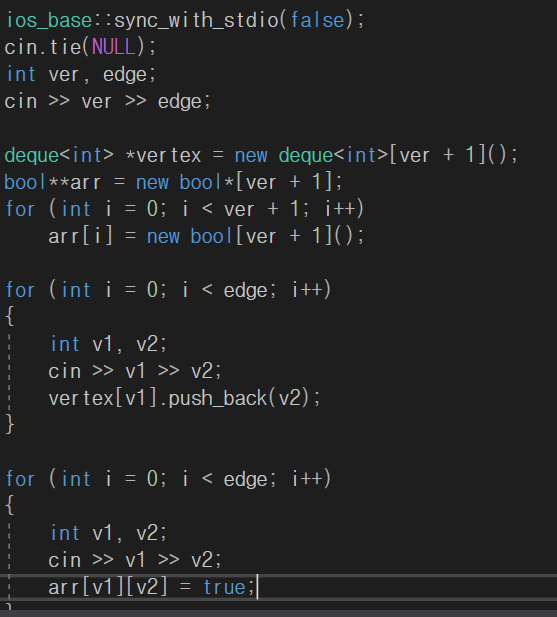 ios_base::sync_with_stdio(false);
cin.tie(NULL);
int ver, edge;
cin >> ver >> edge;
deque<int> *vertex = new deque<int>[ver + 1]();
bool**arr = new bool*[ver + 1];
for (int i = 0; i < ver + 1; i++)
    arr[i] = new bool[ver + 1]();
for (int i = 0; i < edge; i++)
{
    int v1, v2;
    cin >> v1 >> v2;
    vertex[v1].push_back(v2);
}
for (int i = 0; i < edge; i++)
{
    int v1, v2;
    cin >> v1 >> v2;
    arr[v1][v2] = true;
}